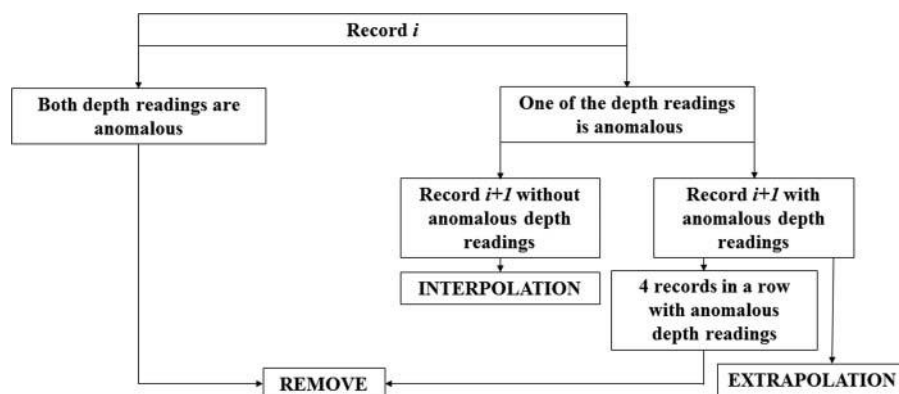 Record i
Both depth readings are
anomalous
One of the depth readings
is anomalous
Record i+1 without
anomalous depth
readings
Record i+1 with
anomalous depth
readings
INTERPOLATION
4 records in a row
with anomalous
depth readings
REMOVE
EXTRAPOLATION